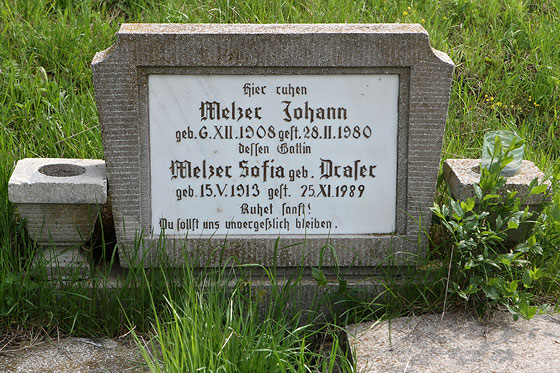 Hier ruhen
Melzer Johann
geb. 6.XII.1908 gest. 28.II.1980
dessen Gattin
Melzer Sofia geb. Draser
geb. 15.V.1913 gest. 25.XI.1989
Ruhet sanft!
Du sollst uns unvergeslich bleiben.